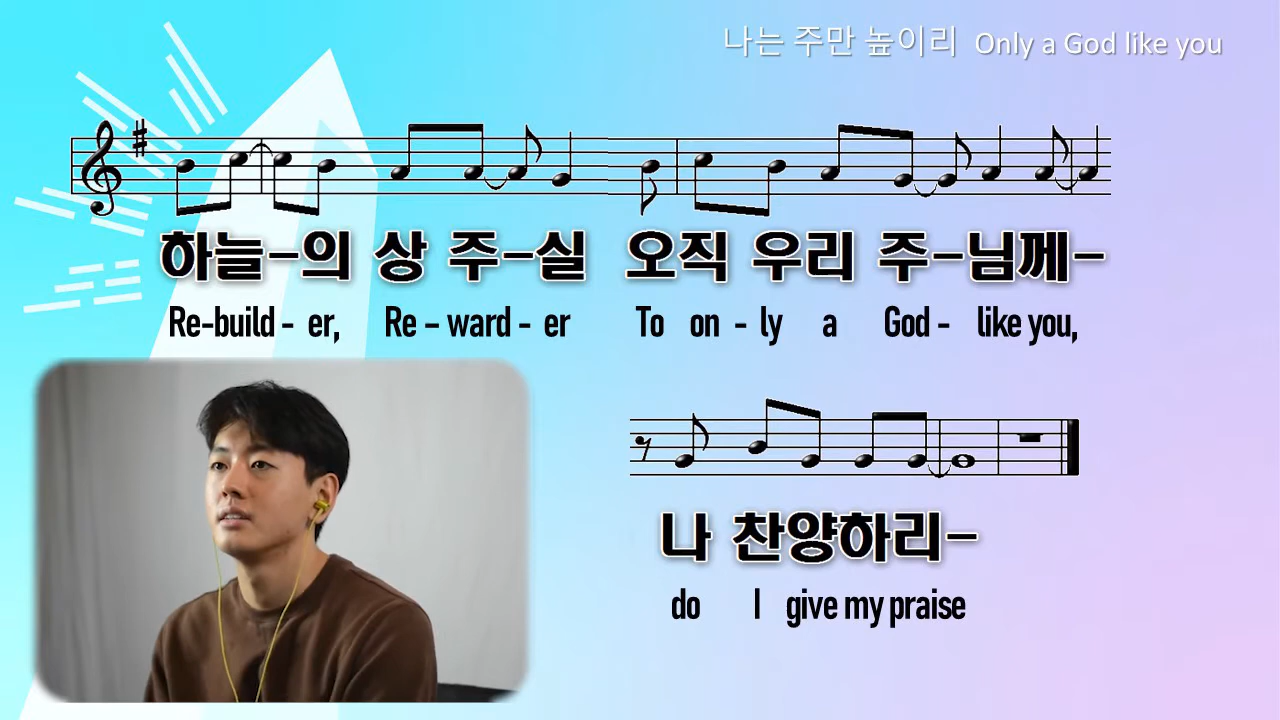 나는 주만 높이리 Only a God like you
하늘-의 상 주-실 오직 우리 주-님께-
Re-build - er, Re - ward - er To on - ly a God - like you,
나 찬양하리-
do I give my praise